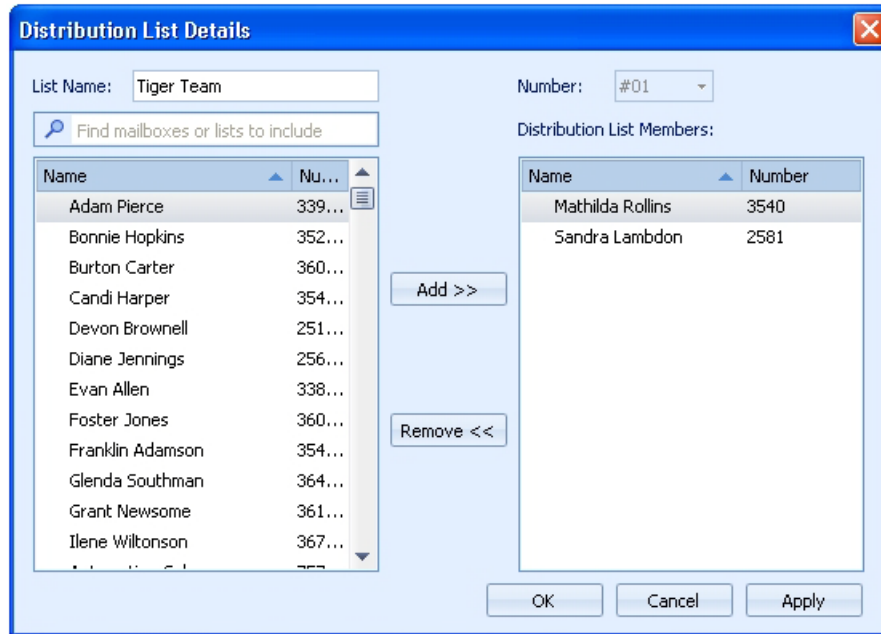 Distribution List Details
List Name: Tiger Team
Number: #01
Find mailboxes or lists to include
Distribution List Members:
Name Nu...
Adam Pierce 339...
Bonnie Hopkins 352...
Burton Carter 360...
Candi Harper 354...
Devon Brownell 251...
Diane Jennings 256...
Evan Allen 338...
Foster Jones 360...
Franklin Adamson 354...
Glenda Southman 364...
Grant Newsome 361...
Ilene Wiltonson 367...
Add >>
Remove <<
Name Number
Mathilda Rollins 3540
Sandra Lambdon 2581
OK Cancel Apply